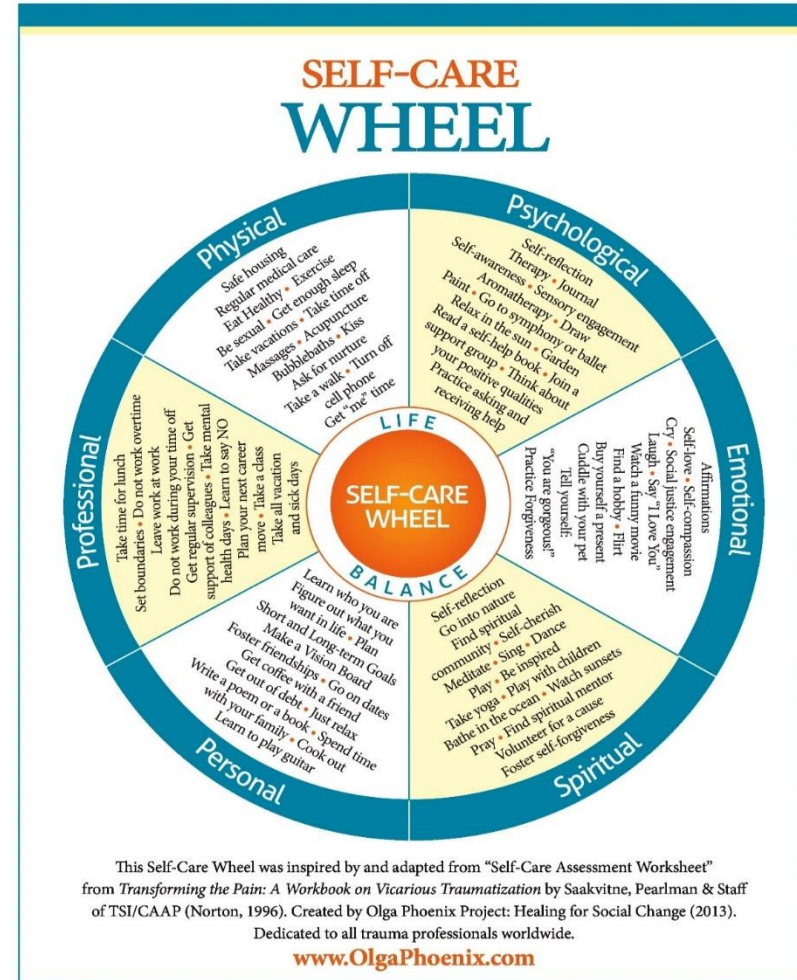 SELF-CARE
WHEEL
Physical
Safe housing
Regular medical care
Eat Healthy • Exercise
Be sexual • Get enough sleep
Take vacations • Take time off
Massages • Acupuncture
Bubblebaths • Kiss
Ask for nurture
Take a walk • Turn off
cell phone
Get "me" time
Psychological
Self-reflection
Therapy • Journal
Self-awareness • Sensory engagement
Aromatherapy • Draw
Paint • Go to symphony or ballet
Relax in the sun • Garden
Read a self-help book • Join a
support group • Think about
your positive qualities
Practice asking and
receiving help
Emotional
Affirmations
Self-love • Self-compassion
Cry • Social justice engagement
Laugh • Say "I Love You"
Watch a funny movie
Find a hobby • Flirt
Buy yourself a present
Cuddle with your pet
Tell yourself:
"You are gorgeous!"
Practice Forgiveness
Spiritual
Self-reflection
Go into nature
Find spiritual
community • Self-cherish
Meditate • Sing • Dance
Play • Be inspired
Take yoga • Play with children
Bathe in the ocean • Watch sunsets
Pray • Find spiritual mentor
Volunteer for a cause
Foster self-forgiveness
Personal
Learn who you are
Figure out what you
want in life • Plan
Short and Long-term Goals
Make a Vision Board
Foster friendships • Go on dates
Get coffee with a friend
Get out of debt • Just relax
Write a poem or a book • Spend time
with your family • Cook out
Learn to play guitar
Professional
Take time for lunch
Set boundaries • Do not work overtime
Leave work at work
Do not work during your time off
Get regular supervision • Get
support of colleagues • Take mental
health days • Learn to say NO
Plan your next career
move • Take a class
Take all vacation
and sick days
LIFE
SELF-CARE
WHEEL
BALANCE
This Self-Care Wheel was inspired by and adapted from "Self-Care Assessment Worksheet"
from Transforming the Pain: A Workbook on Vicarious Traumatization by Saakvitne, Pearlman & Staff
of TSI/CAAP (Norton, 1996). Created by Olga Phoenix Project: Healing for Social Change (2013).
Dedicated to all trauma professionals worldwide.
www.OlgaPhoenix.com